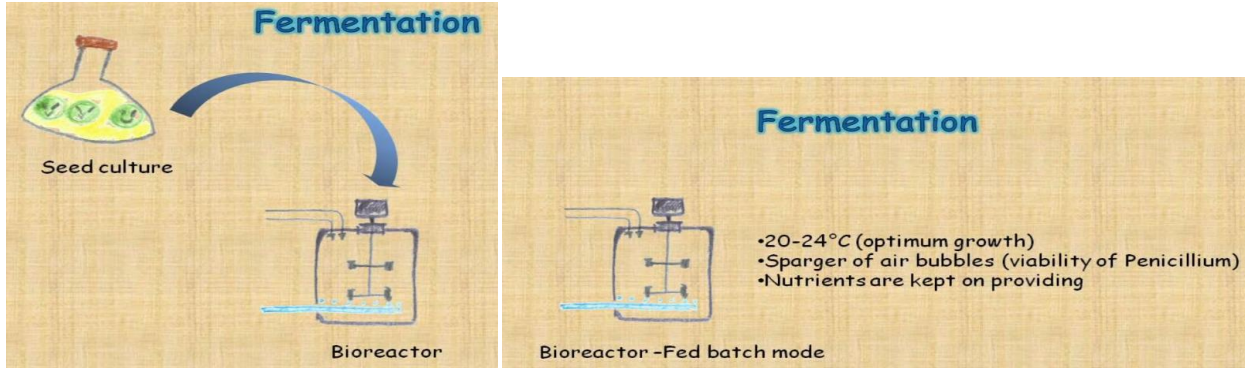 Fermentation
Seed culture
Bioreactor
Fermentation
•20-24°C (optimum growth)
•Sparger of air bubbles (viability of Penicillium)
•Nutrients are kept on providing
Bioreactor –Fed batch mode